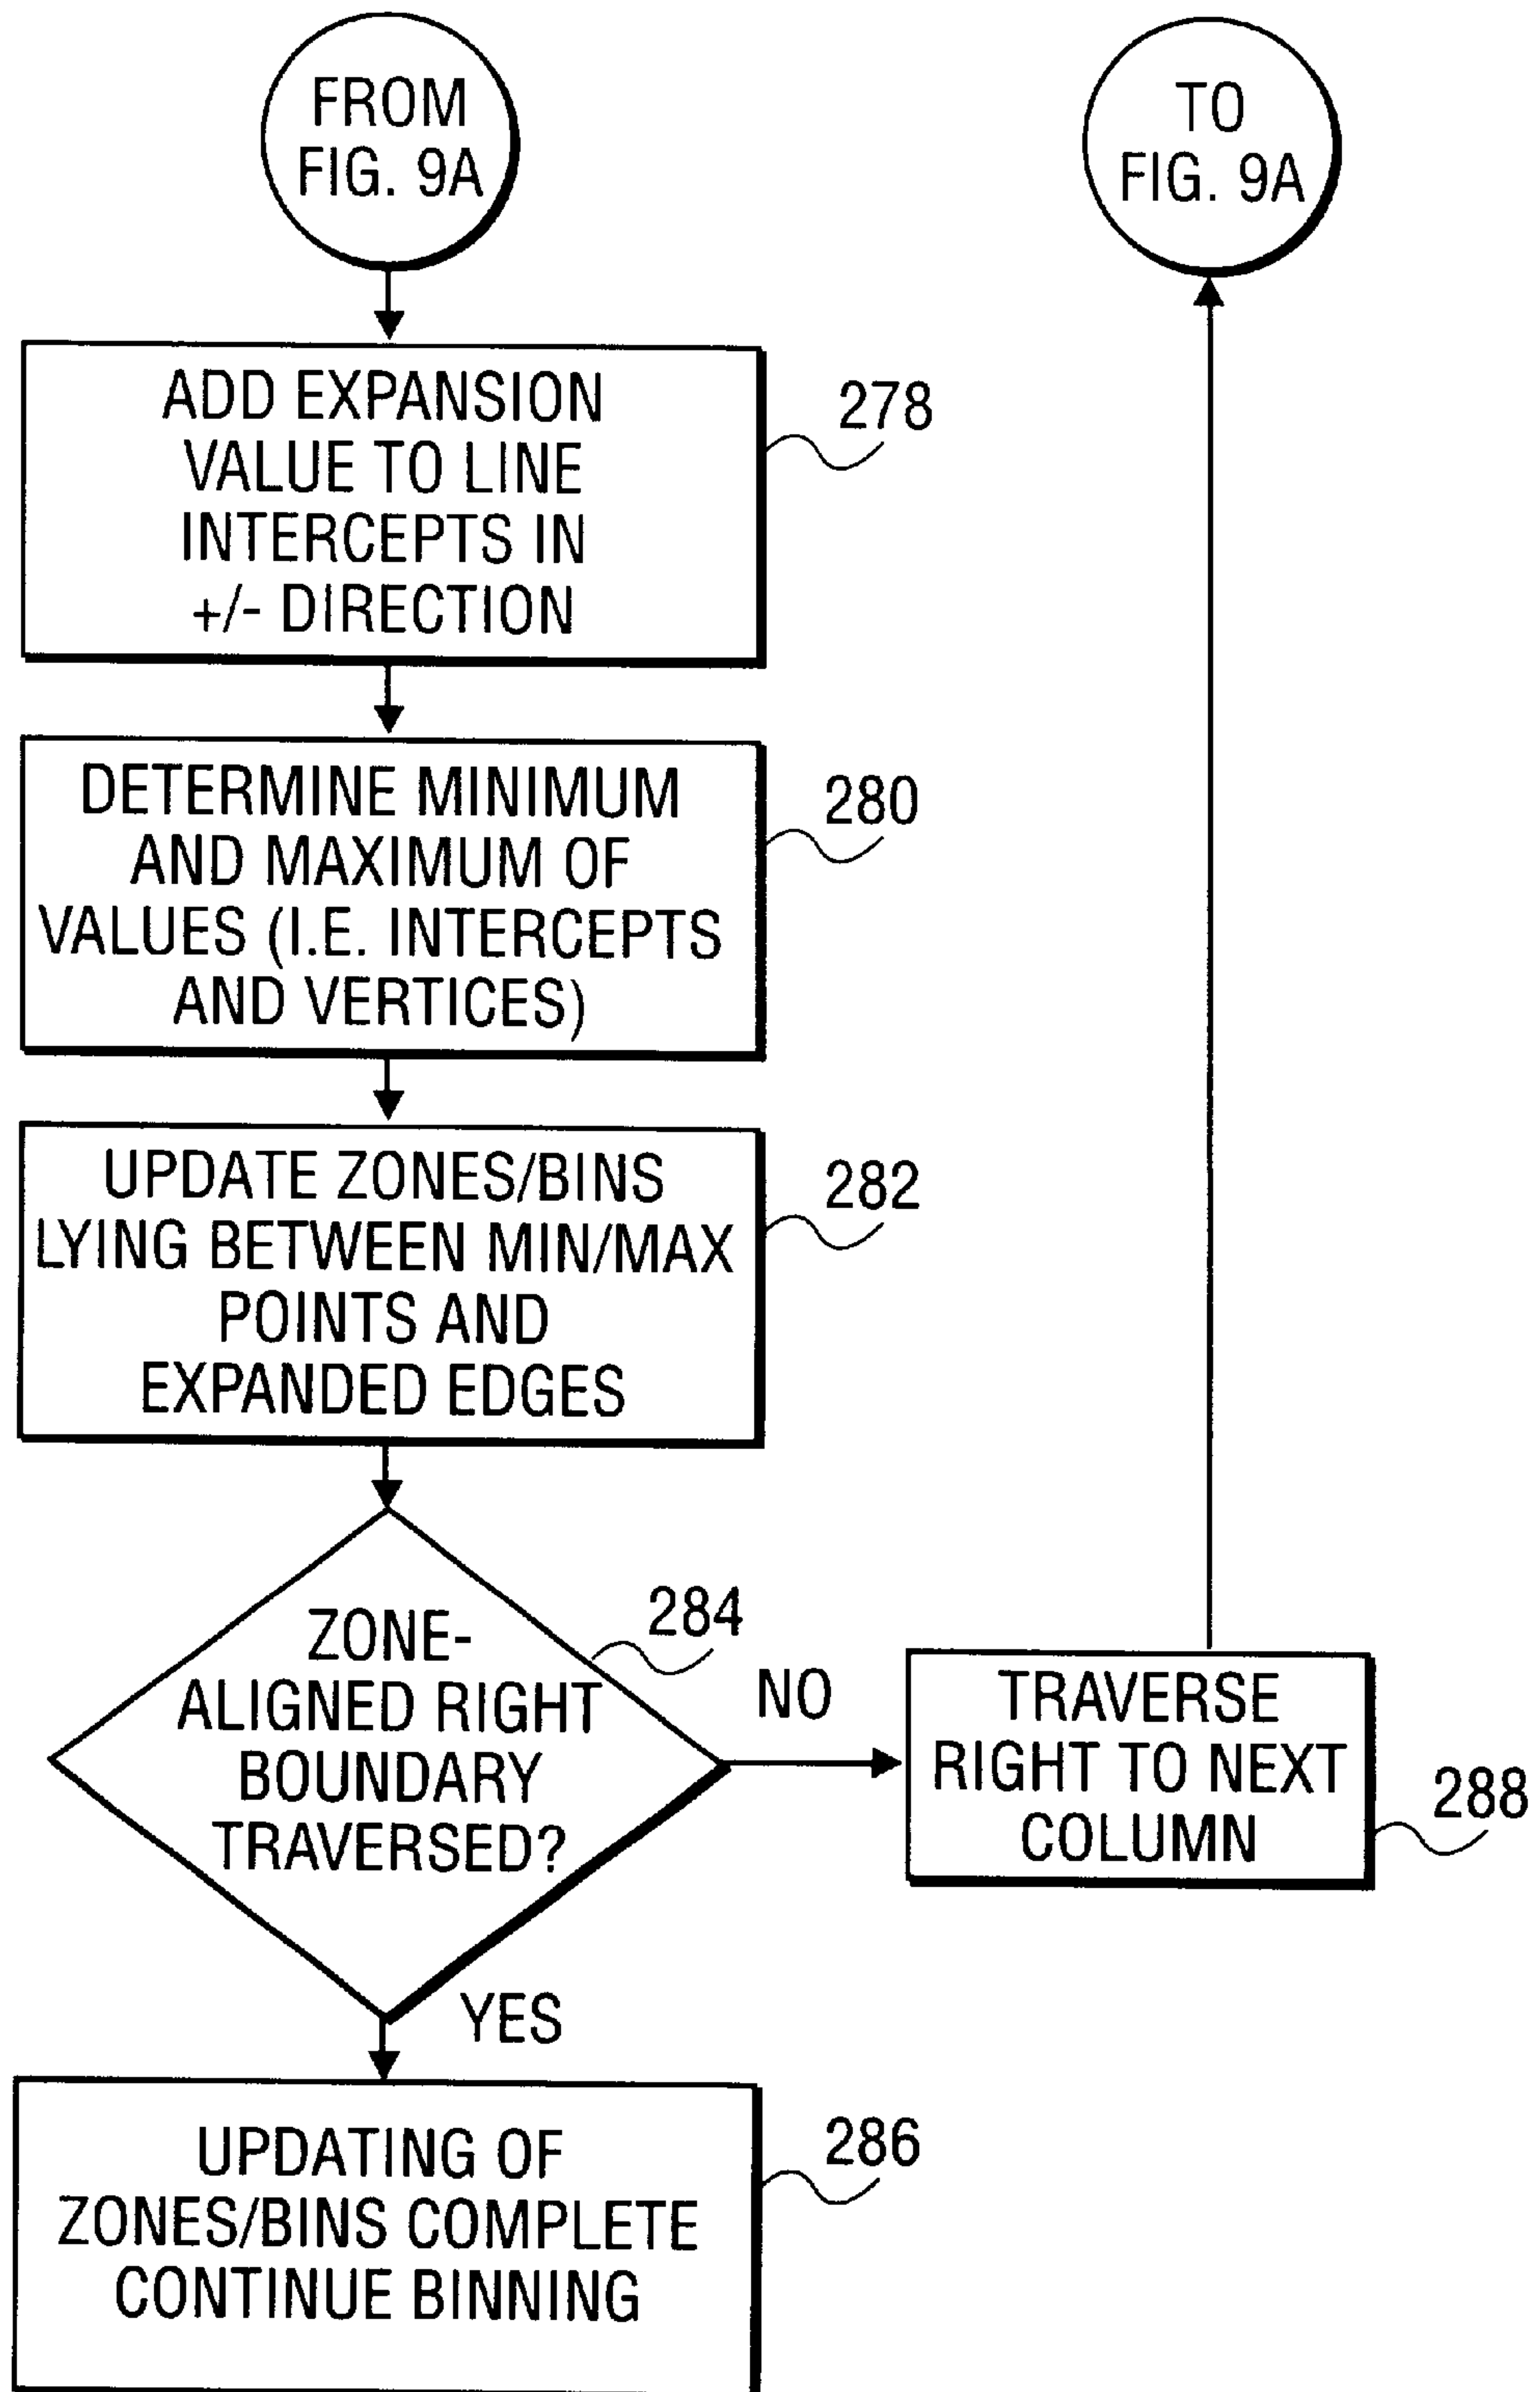 FROM
FIG. 9A
TO
FIG. 9A
ADD EXPANSION
VALUE TO LINE
INTERCEPTS IN
+/- DIRECTION
278
DETERMINE MINIMUM
AND MAXIMUM OF
VALUES (I.E. INTERCEPTS
AND VERTICES)
280
UPDATE ZONES/BINS
LYING BETWEEN MIN/MAX
POINTS AND
EXPANDED EDGES
282
ZONE-
ALIGNED RIGHT
BOUNDARY
TRAVERSED?
284
NO
TRAVERSE
RIGHT TO NEXT
COLUMN
288
YES
UPDATING OF
ZONES/BINS COMPLETE
CONTINUE BINNING
286